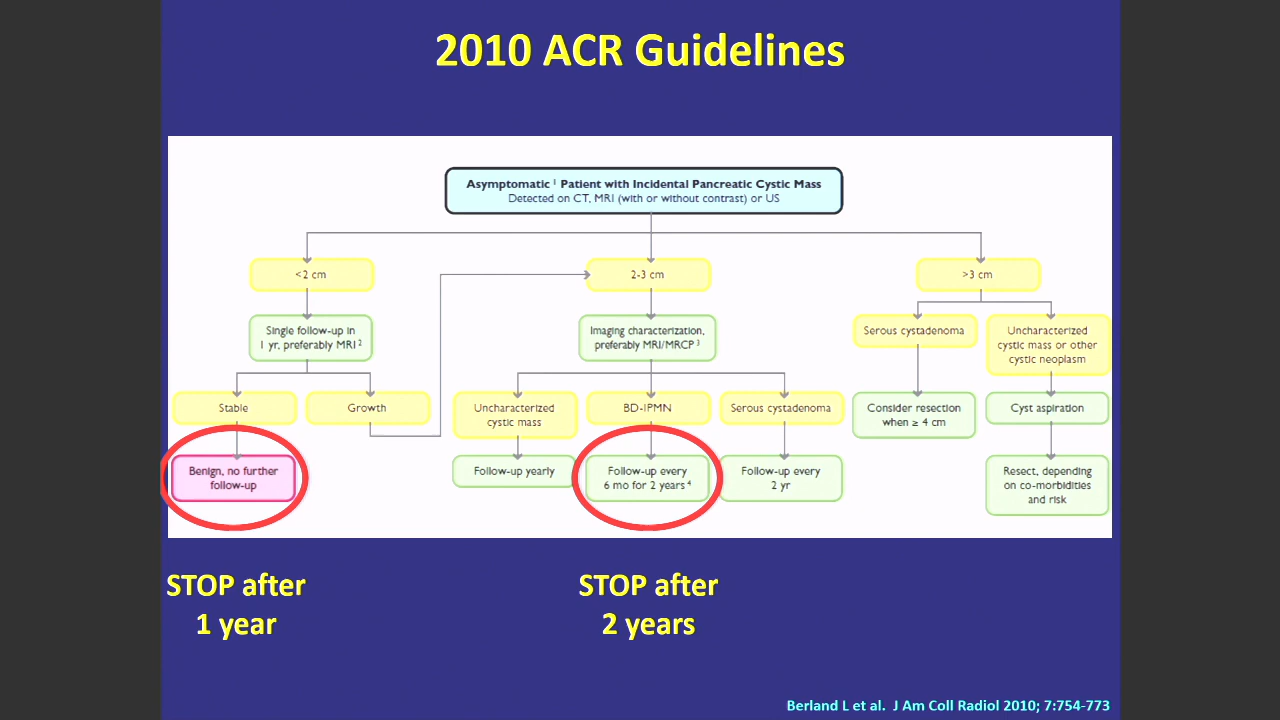 2010 ACR Guidelines
Asymptomatic 1 Patient with Incidental Pancreatic Cystic Mass
Detected on CT, MRI (with or without contrast) or US
<2 cm
2-3 cm
>3 cm
Single follow-up in
1 yr, preferably MRI 2
Imaging characterization,
preferably MRI/MRCP 3
Serous cystadenoma
Uncharacterized
cystic mass or other
cystic neoplasm
Stable
Growth
Uncharacterized
cystic mass
BD-IPMN
Serous cystadenoma
Consider resection
when ≥ 4 cm
Cyst aspiration
Benign, no further
follow-up
Follow-up yearly
Follow-up every
6 mo for 2 years 4
Follow-up every
2 yr
Resect, depending
on co-morbidities
and risk
STOP after
1 year
STOP after
2 years
Berland L et al. J Am Coll Radiol 2010; 7:754-773